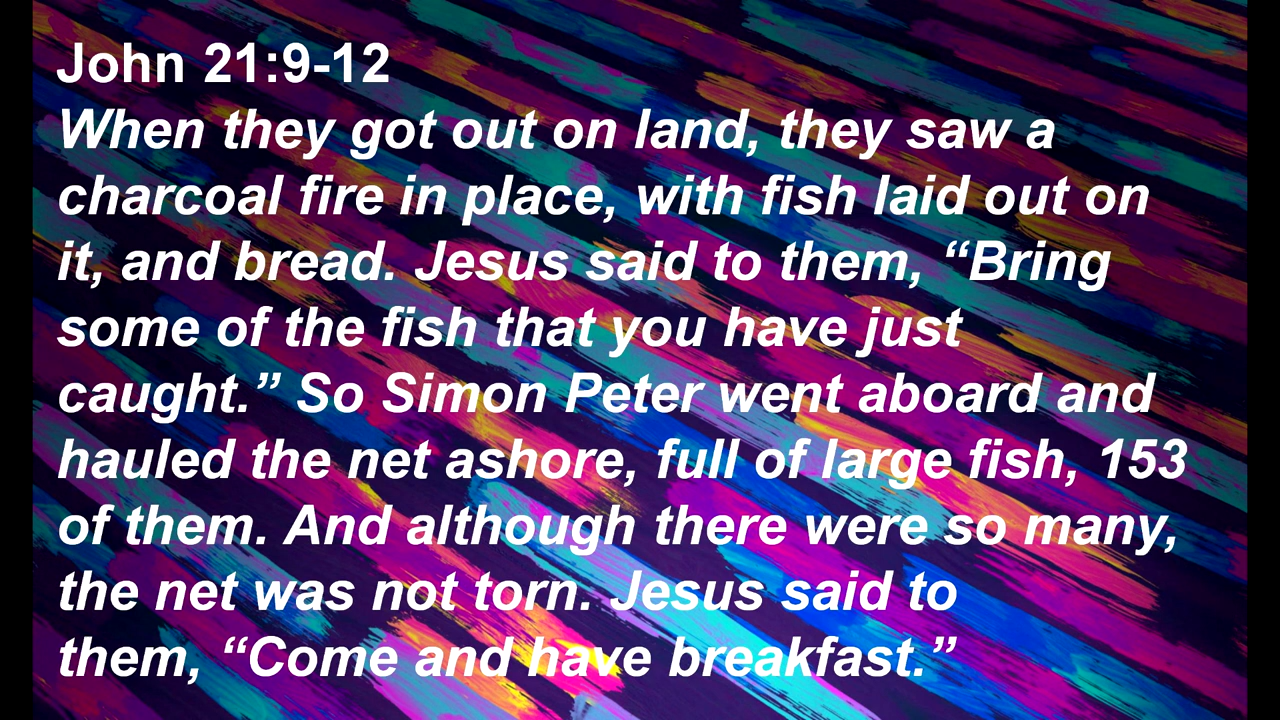 John 21:9-12
When they got out on land, they saw a
charcoal fire in place, with fish laid out on
it, and bread. Jesus said to them, “Bring
some of the fish that you have just
caught.” So Simon Peter went aboard and
hauled the net ashore, full of large fish, 153
of them. And although there were so many,
the net was not torn. Jesus said to
them, “Come and have breakfast.”